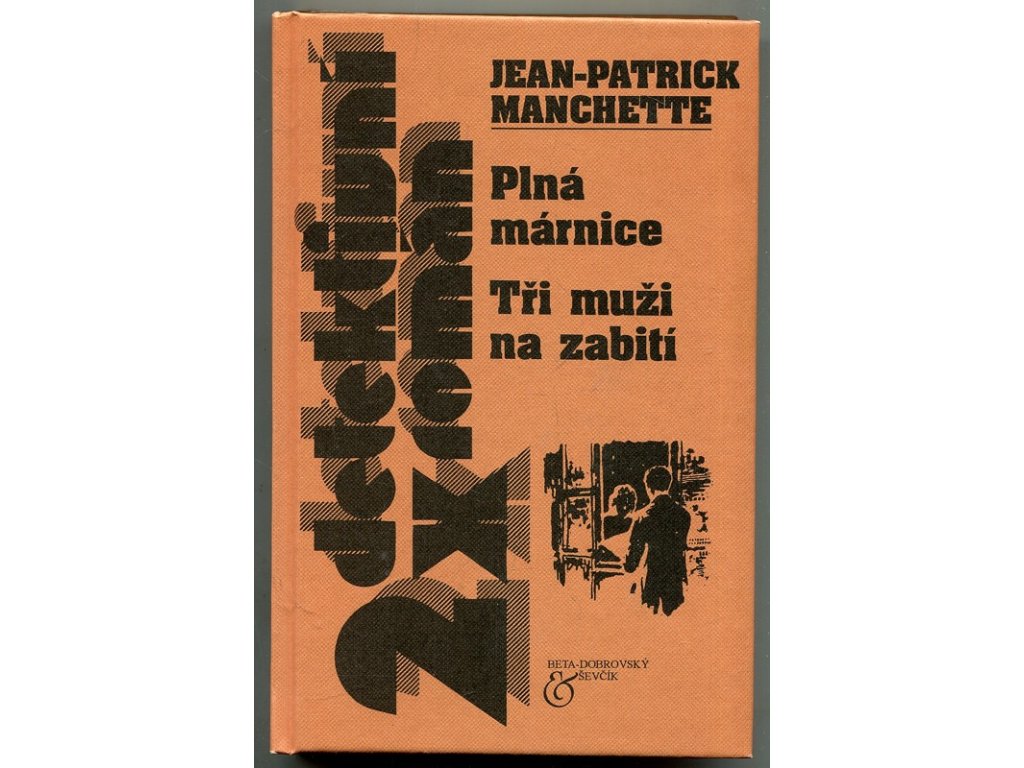 2x detektivní
román
JEAN-PATRICK
MANCHETTE
Plná
márnice
Tři muži
na zabití
BETA-DOBROVSKÝ
& ŠEVČÍK